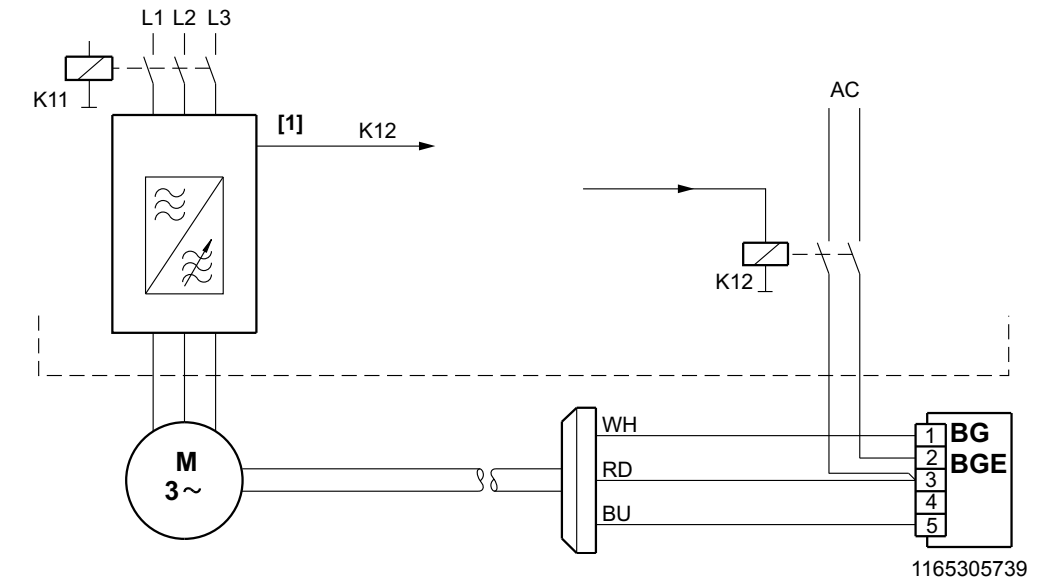 L1 L2 L3
K11
[1]
K12
AC
K12
M
3~
WH
RD
BU
1
2
3
4
5
BG
BGE
1165305739